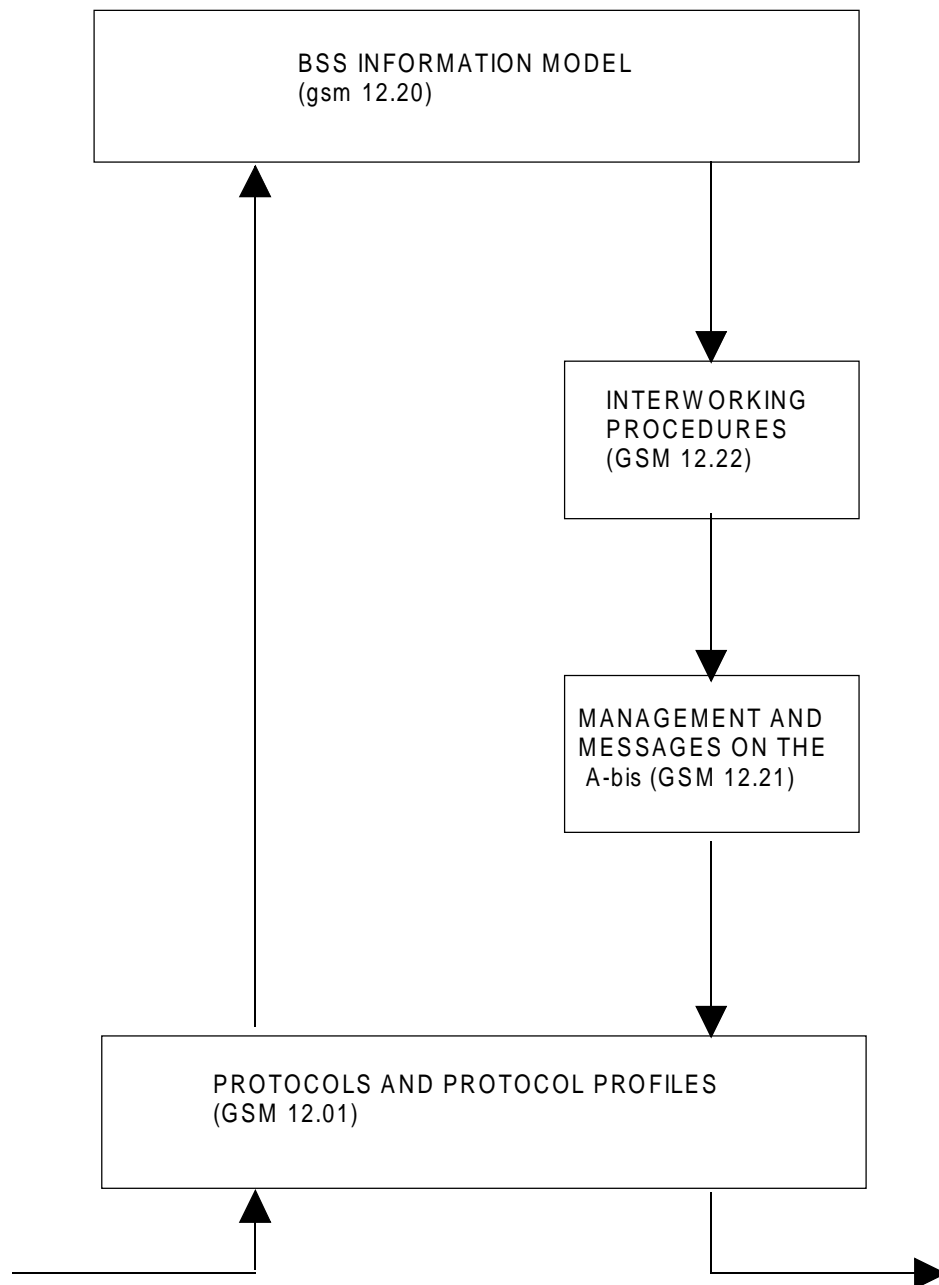 BSS INFORMATION MODEL
(gsm 12.20)
INTERWORKING
PROCEDURES
(GSM 12.22)
MANAGEMENT AND
MESSAGES ON THE
A-bis (GSM 12.21)
PROTOCOLS AND PROTOCOL PROFILES
(GSM 12.01)